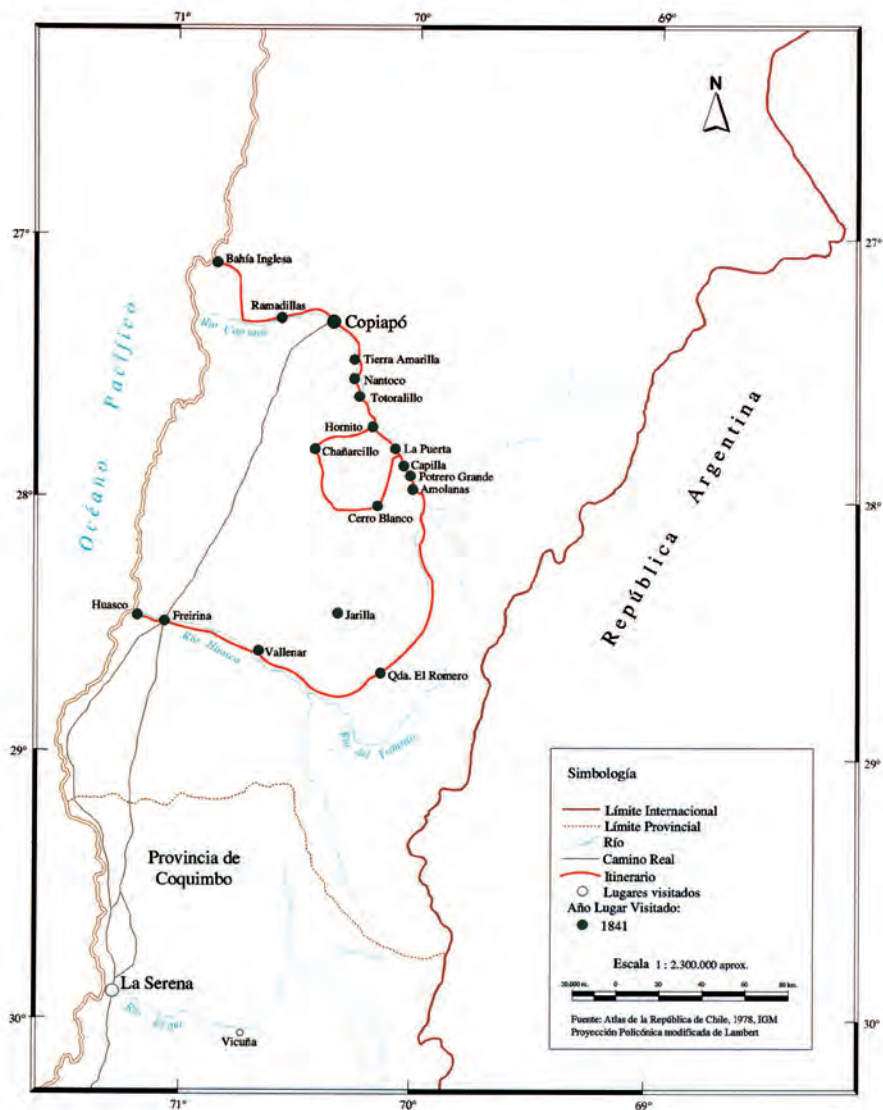 71°
70°
69°
N
27°
27°
Bahía Inglesa
Ramadillas
Río Copiapó
Copiapó
Tierra Amarilla
Nantoco
Totoralillo
Hornito
Chañarcillo
La Puerta
Capilla
Potrero Grande
Amolanas
Cerro Blanco
Océano Pacífico
República Argentina
28°
28°
Huasco
Freirina
Jarilla
Río Huasco
Vallenar
Qda. El Romero
29°
29°
Provincia de
Coquimbo
La Serena
Vicuña
30°
30°
Simbología
Límite Internacional
Límite Provincial
Río
Camino Real
Itinerario
Lugares visitados
Año Lugar Visitado:
1841
Escala 1 : 2.300.000 aprox.
20.000 m. 0 20 40 60 80 km.
Fuente: Atlas de la República de Chile, 1978, IGM
Proyección Policónica modificada de Lambert
71°
70°
69°